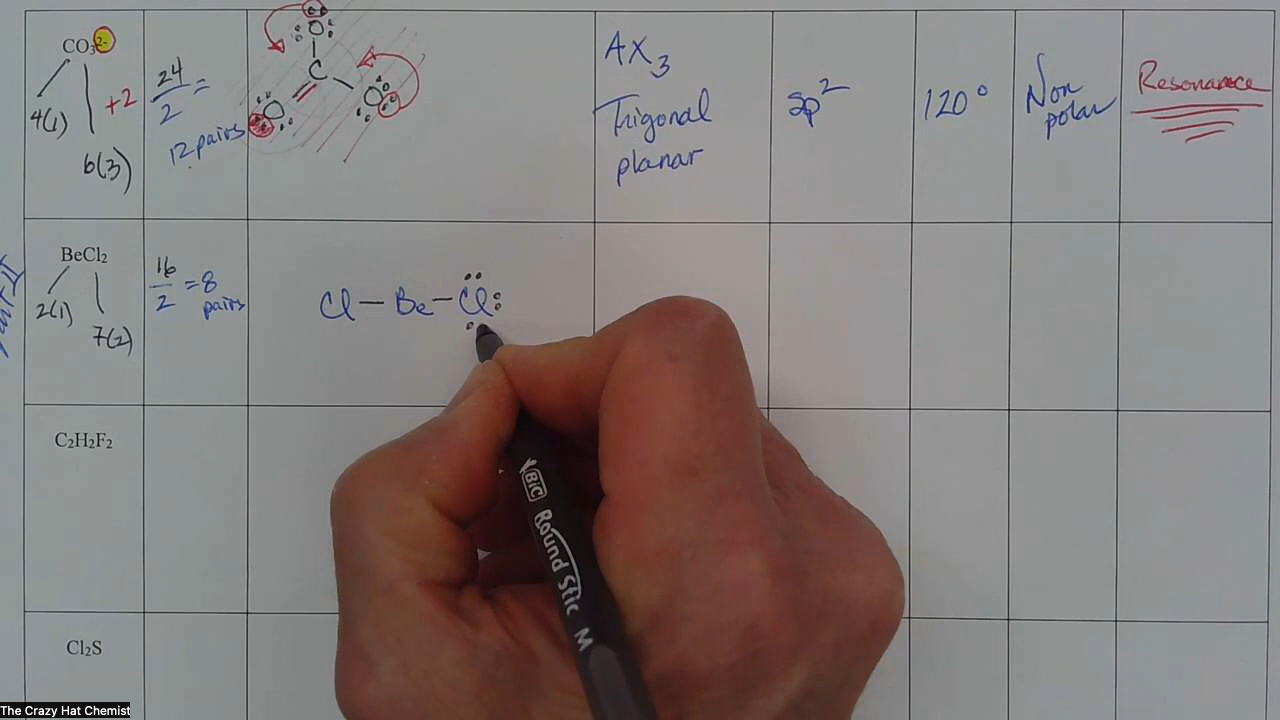 CO3 2-
4(1)
+2
6(3)
24
2
=
12 pairs
O
C
O
O
AX3
Trigonal
planar
sp2
120°
Non
polar
Resonance
BeCl2
2(1)
7(2)
16
2
=8
pairs
Cl — Be — Cl
C2H2F2
Cl2S
BIC Round Stic M
The Crazy Hat Chemist